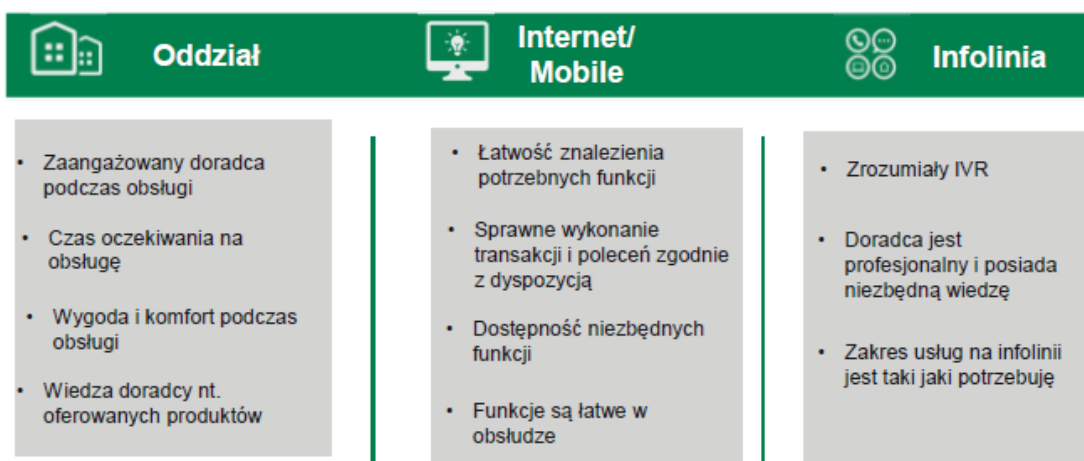 Oddział
Internet/
Mobile
Infolinia
• Zaangażowany doradca
podczas obsługi
• Czas oczekiwania na
obsługę
• Wygoda i komfort podczas
obsługi
• Wiedza doradcy nt.
oferowanych produktów
• Łatwość znalezienia
potrzebnych funkcji
• Sprawne wykonanie
transakcji i poleceń zgodnie
z dyspozycją
• Dostępność niezbędnych
funkcji
• Funkcje są łatwe w
obsłudze
• Zrozumiały IVR
• Doradca jest
profesjonalny i posiada
niezbędną wiedzę
• Zakres usług na infolinii
jest taki jaki potrzebuję